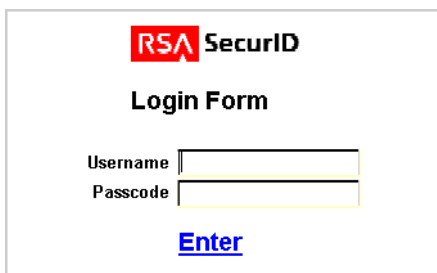 RSA SecurID
Login Form
Username
Passcode
Enter